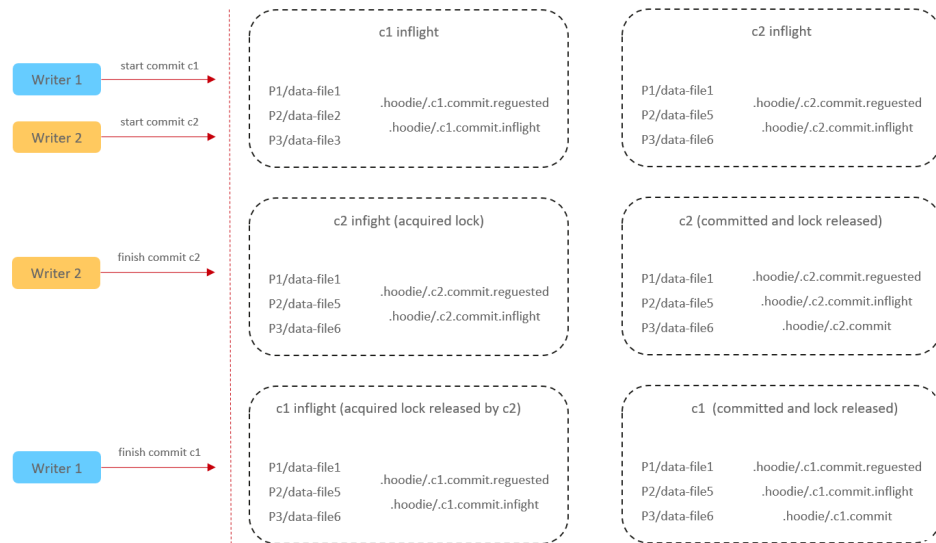 c1 inflight
c2 inflight
Writer 1
start commit c1
Writer 2
start commit c2
P1/data-file1
P2/data-file2
P3/data-file3
.hoodie/.c1.commit.reguested
.hoodie/.c1.commit.inflight
P1/data-file1
P2/data-file5
P3/data-file6
.hoodie/.c2.commit.reguested
.hoodie/.c2.commit.inflight
c2 infight (acquired lock)
c2 (committed and lock released)
Writer 2
finish commit c2
P1/data-file1
P2/data-file5
P3/data-file6
.hoodie/.c2.commit.reguested
.hoodie/.c2.commit.inflight
P1/data-file1
P2/data-file5
P3/data-file6
.hoodie/.c2.commit.reguested
.hoodie/.c2.commit.inflight
.hoodie/.c2.commit
c1 inflight (acquired lock released by c2)
c1 (committed and lock released)
Writer 1
finish commit c1
P1/data-file1
P2/data-file5
P3/data-file6
.hoodie/.c1.commit.reguested
.hoodie/.c1.commit.inflight
P1/data-file1
P2/data-file5
P3/data-file6
.hoodie/.c1.commit.reguested
.hoodie/.c1.commit.inflight
.hoodie/.c1.commit